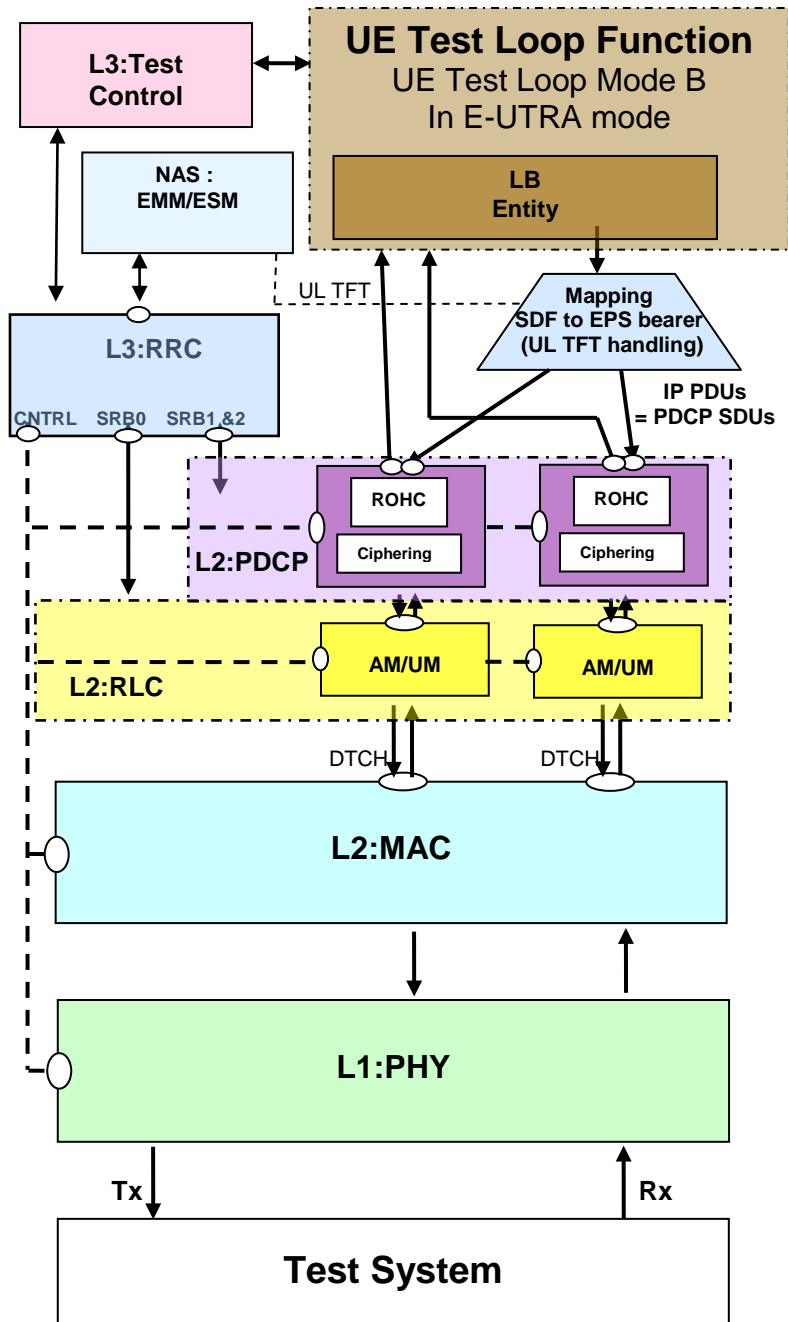 UE Test Loop Function
UE Test Loop Mode B
In E-UTRA mode
L3:Test
Control
NAS :
EMM/ESM
LB
Entity
UL TFT
Mapping
SDF to EPS bearer
(UL TFT handling)
L3:RRC
CNTRL SRB0 SRB1 &2
IP PDUs
= PDCP SDUs
ROHC
Ciphering
ROHC
Ciphering
L2:PDCP
AM/UM
AM/UM
L2:RLC
DTCH
DTCH
L2:MAC
L1:PHY
Tx
Rx
Test System